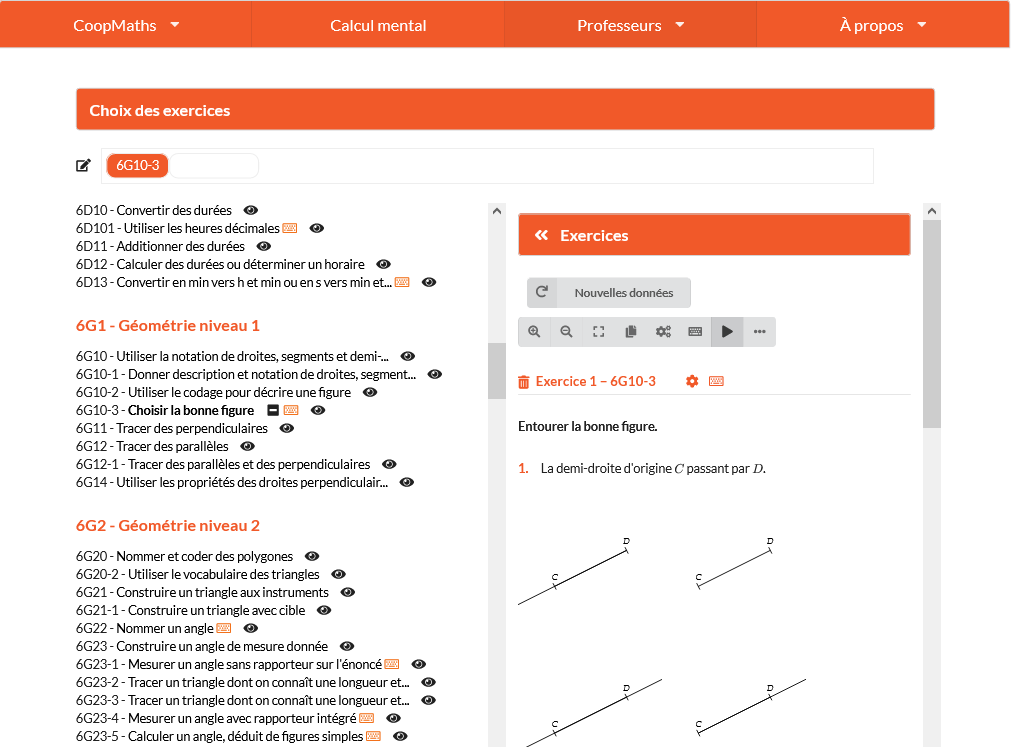 CoopMaths
Calcul mental
Professeurs
À propos
Choix des exercices
6G10-3
6D10 - Convertir des durées
6D101 - Utiliser les heures décimales
6D11 - Additionner des durées
6D12 - Calculer des durées ou déterminer un horaire
6D13 - Convertir en min vers h et min ou en s vers min et...
6G1 - Géométrie niveau 1
6G10 - Utiliser la notation de droites, segments et demi-...
6G10-1 - Donner description et notation de droites, segment...
6G10-2 - Utiliser le codage pour décrire une figure
6G10-3 - Choisir la bonne figure
6G11 - Tracer des perpendiculaires
6G12 - Tracer des parallèles
6G12-1 - Tracer des parallèles et des perpendiculaires
6G14 - Utiliser les propriétés des droites perpendiculair...
6G2 - Géométrie niveau 2
6G20 - Nommer et coder des polygones
6G20-2 - Utiliser le vocabulaire des triangles
6G21 - Construire un triangle aux instruments
6G21-1 - Construire un triangle avec cible
6G22 - Nommer un angle
6G23 - Construire un angle de mesure donnée
6G23-1 - Mesurer un angle sans rapporteur sur l'énoncé
6G23-2 - Tracer un triangle dont on connaît une longueur et...
6G23-3 - Tracer un triangle dont on connaît une longueur et...
6G23-4 - Mesurer un angle avec rapporteur intégré
6G23-5 - Calculer un angle, déduit de figures simples
Exercices
Nouvelles données
Exercice 1 – 6G10-3
Entourer la bonne figure.
1. La demi-droite d'origine C passant par D.
D
D
C
C
D
D
C
C